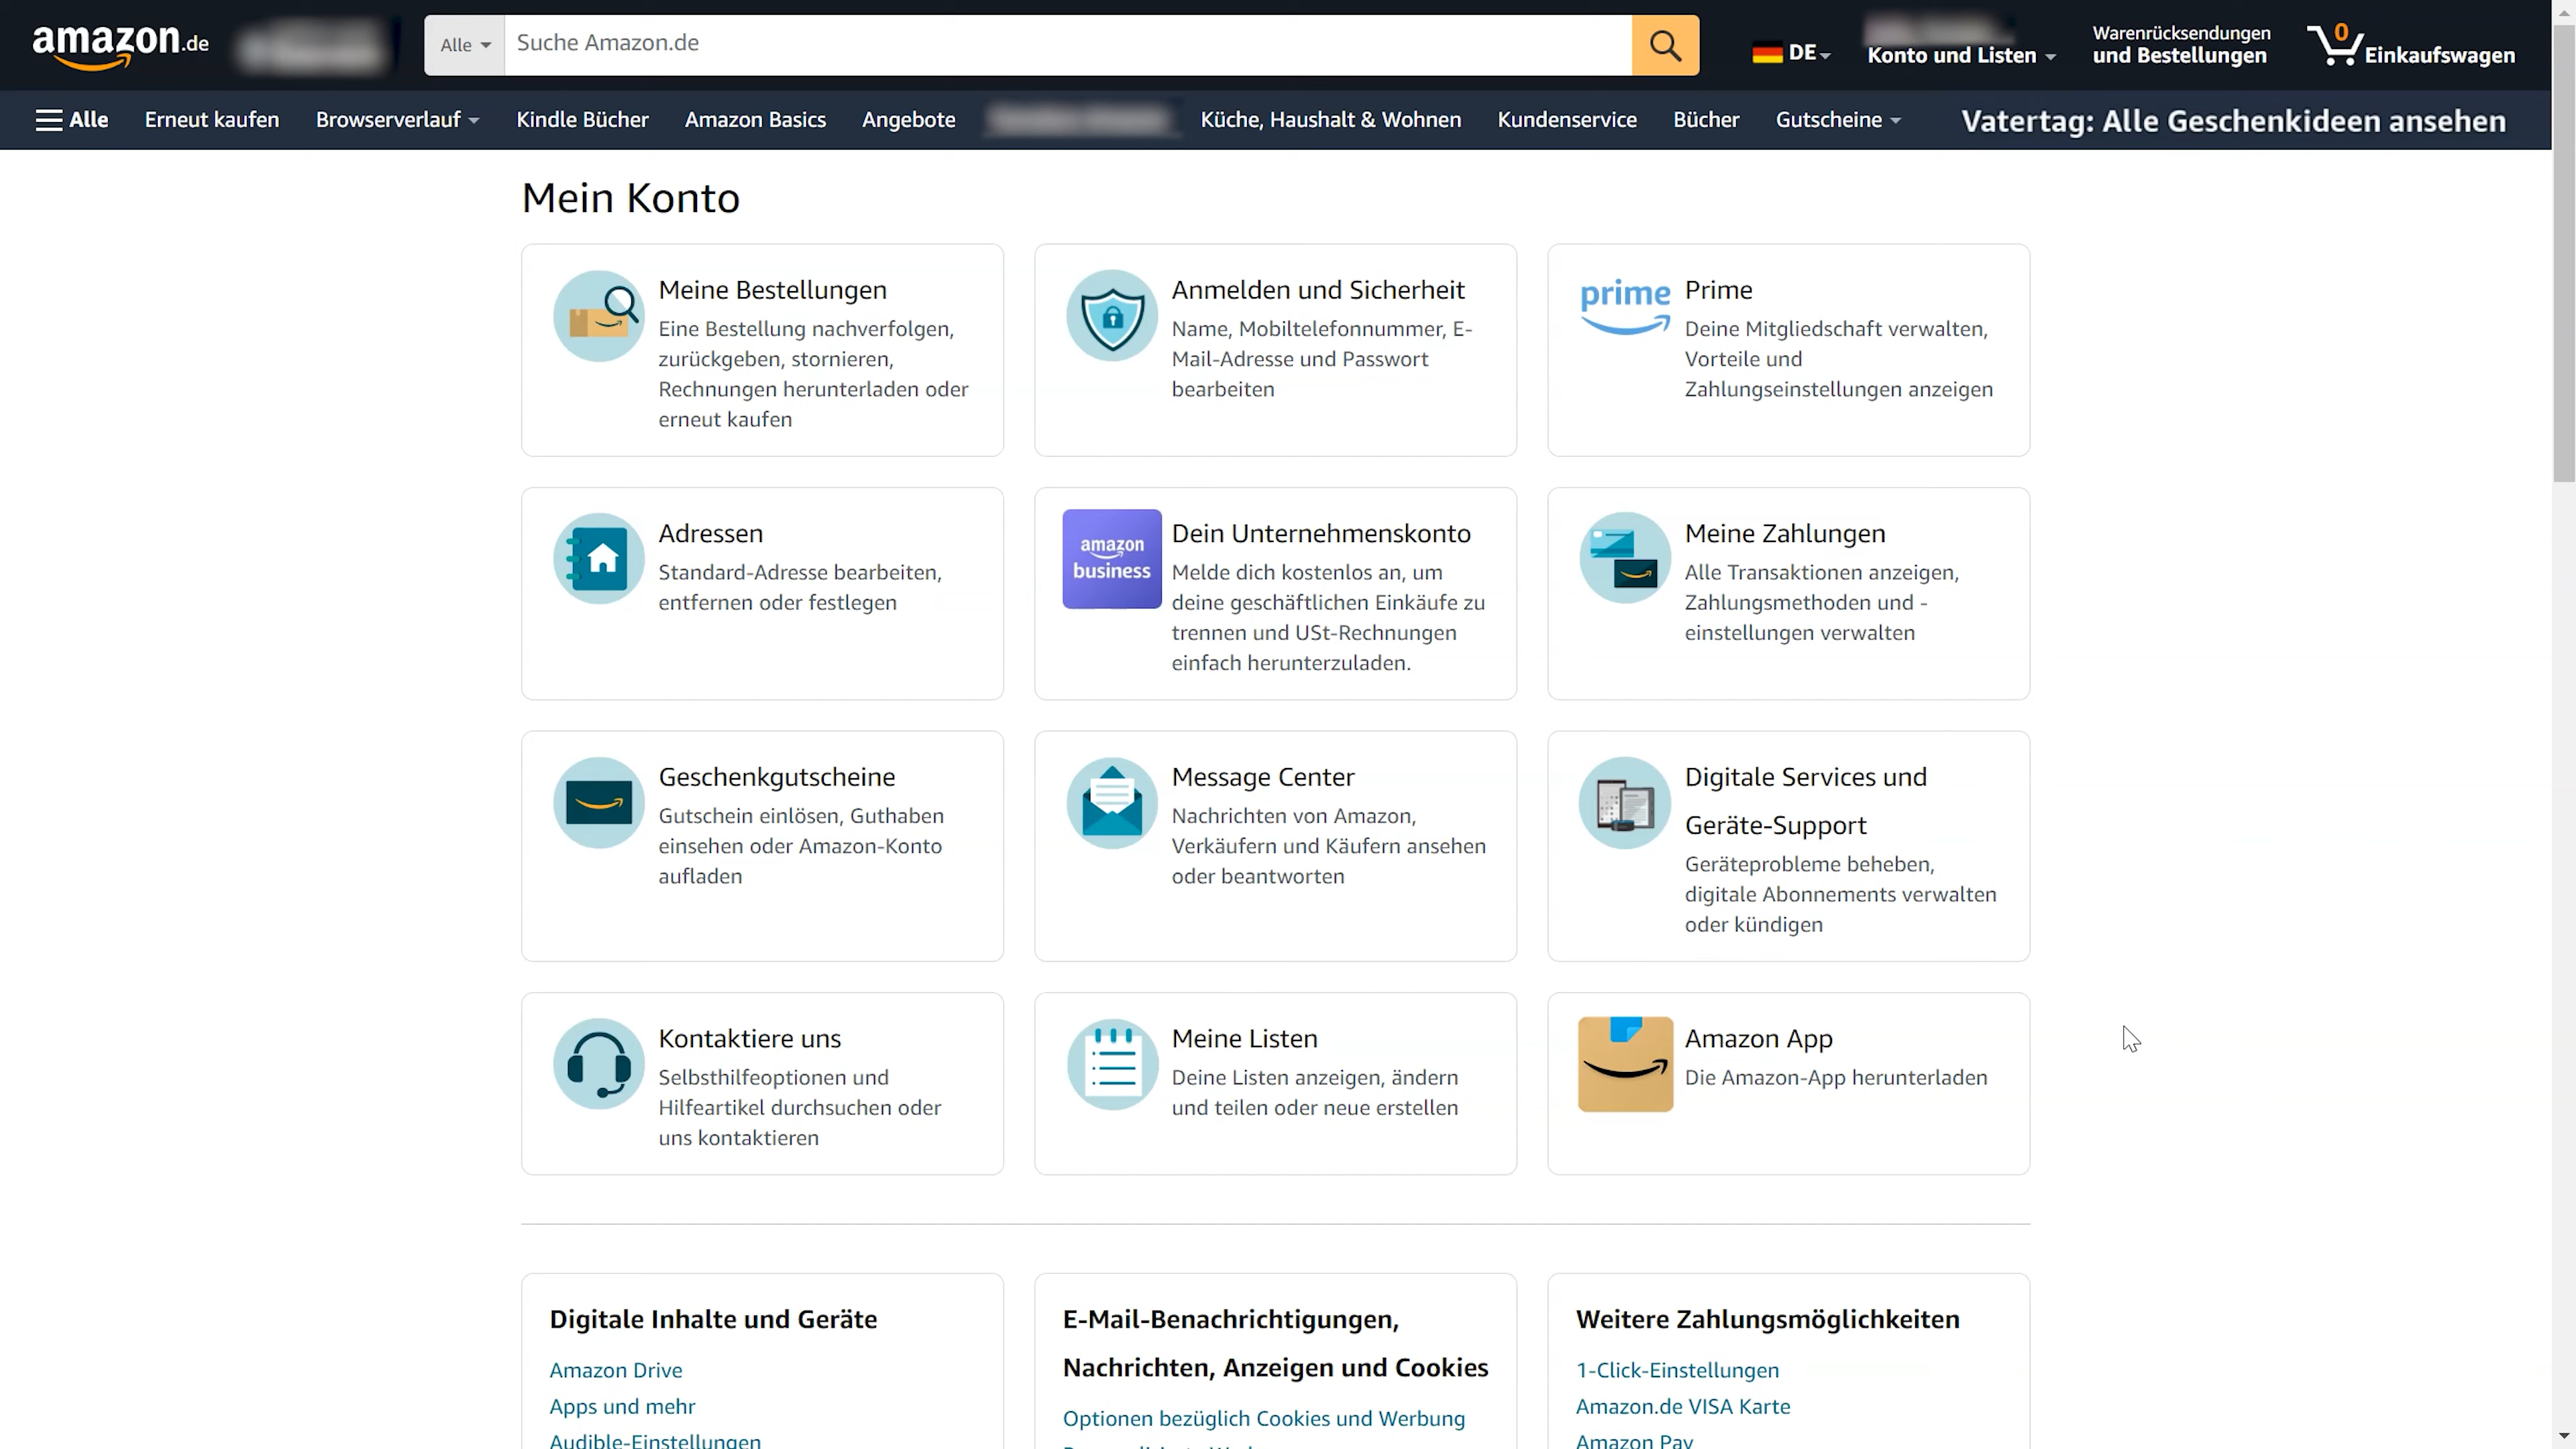 amazon.de
Alle
Suche Amazon.de
DE
Konto und Listen
Warenrücksendungen
und Bestellungen
0
Einkaufswagen
Alle
Erneut kaufen
Browserverlauf
Kindle Bücher
Amazon Basics
Angebote
Küche, Haushalt & Wohnen
Kundenservice
Bücher
Gutscheine
Vatertag: Alle Geschenkideen ansehen
Mein Konto
Meine Bestellungen
Eine Bestellung nachverfolgen,
zurückgeben, stornieren,
Rechnungen herunterladen oder
erneut kaufen
Anmelden und Sicherheit
Name, Mobiltelefonnummer, E-
Mail-Adresse und Passwort
bearbeiten
prime
Prime
Deine Mitgliedschaft verwalten,
Vorteile und
Zahlungseinstellungen anzeigen
Adressen
Standard-Adresse bearbeiten,
entfernen oder festlegen
amazon
business
Dein Unternehmenskonto
Melde dich kostenlos an, um
deine geschäftlichen Einkäufe zu
trennen und USt-Rechnungen
einfach herunterzuladen.
Meine Zahlungen
Alle Transaktionen anzeigen,
Zahlungsmethoden und -
einstellungen verwalten
Geschenkgutscheine
Gutschein einlösen, Guthaben
einsehen oder Amazon-Konto
aufladen
Message Center
Nachrichten von Amazon,
Verkäufern und Käufern ansehen
oder beantworten
Digitale Services und
Geräte-Support
Geräteprobleme beheben,
digitale Abonnements verwalten
oder kündigen
Kontaktiere uns
Selbsthilfeoptionen und
Hilfeartikel durchsuchen oder
uns kontaktieren
Meine Listen
Deine Listen anzeigen, ändern
und teilen oder neue erstellen
Amazon App
Die Amazon-App herunterladen
Digitale Inhalte und Geräte
Amazon Drive
Apps und mehr
Audible-Einstellungen
E-Mail-Benachrichtigungen,
Nachrichten, Anzeigen und Cookies
Optionen bezüglich Cookies und Werbung
Weitere Zahlungsmöglichkeiten
1-Click-Einstellungen
Amazon.de VISA Karte
Amazon Pay